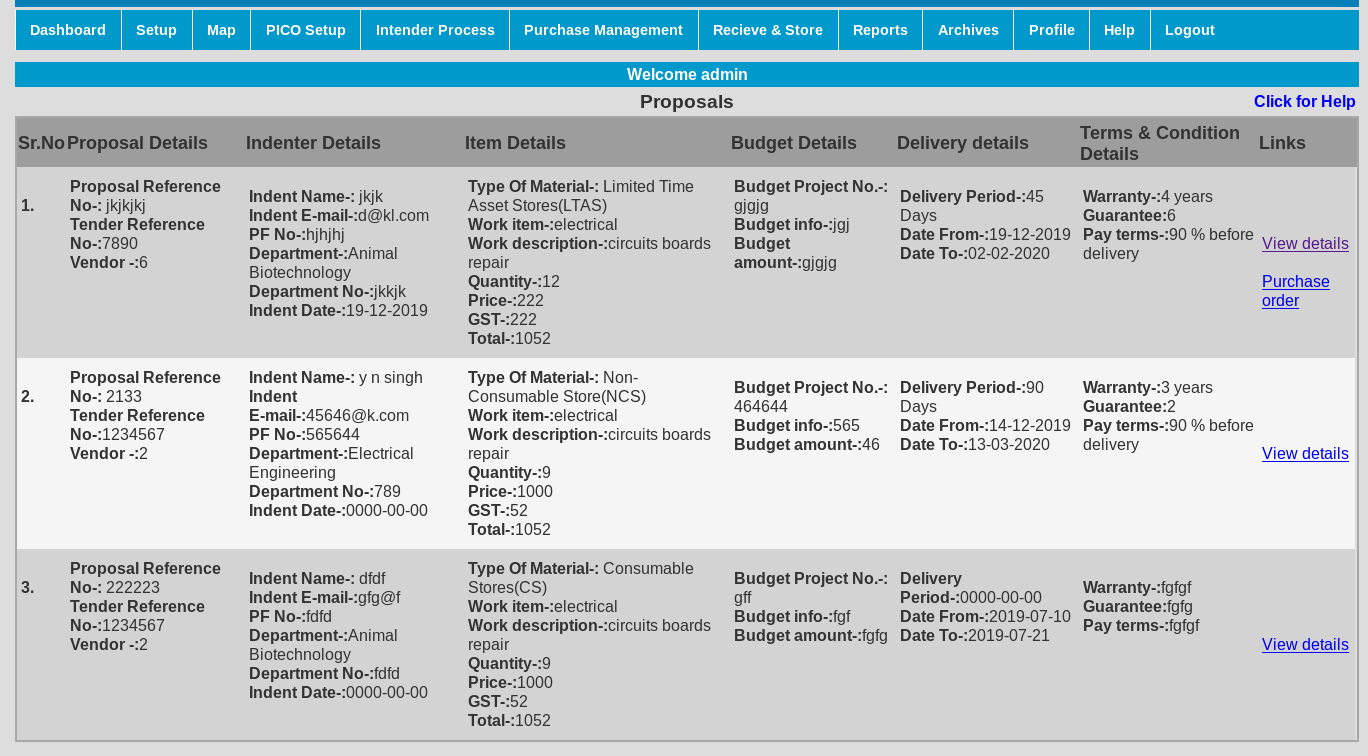 Dashboard Setup Map PICO Setup Intender Process Purchase Management Recieve & Store Reports Archives Profile Help Logout
Welcome admin
Proposals
Click for Help
Sr.No Proposal Details Indenter Details Item Details Budget Details Delivery details Terms & Condition Details Links
1.
Proposal Reference
No-: jkjkjkj
Tender Reference
No-:7890
Vendor -:6
Indent Name-: jkjk
Indent E-mail-:d@kl.com
PF No-:hjhjhj
Department-:Animal
Biotechnology
Department No-:jkkjk
Indent Date-:19-12-2019
Type Of Material-: Limited Time
Asset Stores(LTAS)
Work item-:electrical
Work description-:circuits boards
repair
Quantity-:12
Price-:222
GST-:222
Total-:1052
Budget Project No.-:
gjgjg
Budget info-:jgj
Budget
amount-:gjgjg
Delivery Period-:45
Days
Date From-:19-12-2019
Date To-:02-02-2020
Warranty-:4 years
Guarantee:6
Pay terms-:90 % before
delivery
View details
Purchase
order
2.
Proposal Reference
No-: 2133
Tender Reference
No-:1234567
Vendor -:2
Indent Name-: y n singh
Indent
E-mail-:45646@k.com
PF No-:565644
Department-:Electrical
Engineering
Department No-:789
Indent Date-:0000-00-00
Type Of Material-: Non-
Consumable Store(NCS)
Work item-:electrical
Work description-:circuits boards
repair
Quantity-:9
Price-:1000
GST-:52
Total-:1052
Budget Project No.-:
464644
Budget info-:565
Budget amount-:46
Delivery Period-:90
Days
Date From-:14-12-2019
Date To-:13-03-2020
Warranty-:3 years
Guarantee:2
Pay terms-:90 % before
delivery
View details
3.
Proposal Reference
No-: 222223
Tender Reference
No-:1234567
Vendor -:2
Indent Name-: dfdf
Indent E-mail-:gfg@f
PF No-:fdfd
Department-:Animal
Biotechnology
Department No-:fdfd
Indent Date-:0000-00-00
Type Of Material-: Consumable
Stores(CS)
Work item-:electrical
Work description-:circuits boards
repair
Quantity-:9
Price-:1000
GST-:52
Total-:1052
Budget Project No.-:
gff
Budget info-:fgf
Budget amount-:fgfg
Delivery
Period-:0000-00-00
Date From-:2019-07-10
Date To-:2019-07-21
Warranty-:fgfgf
Guarantee:fgfg
Pay terms-:fgfgf
View details